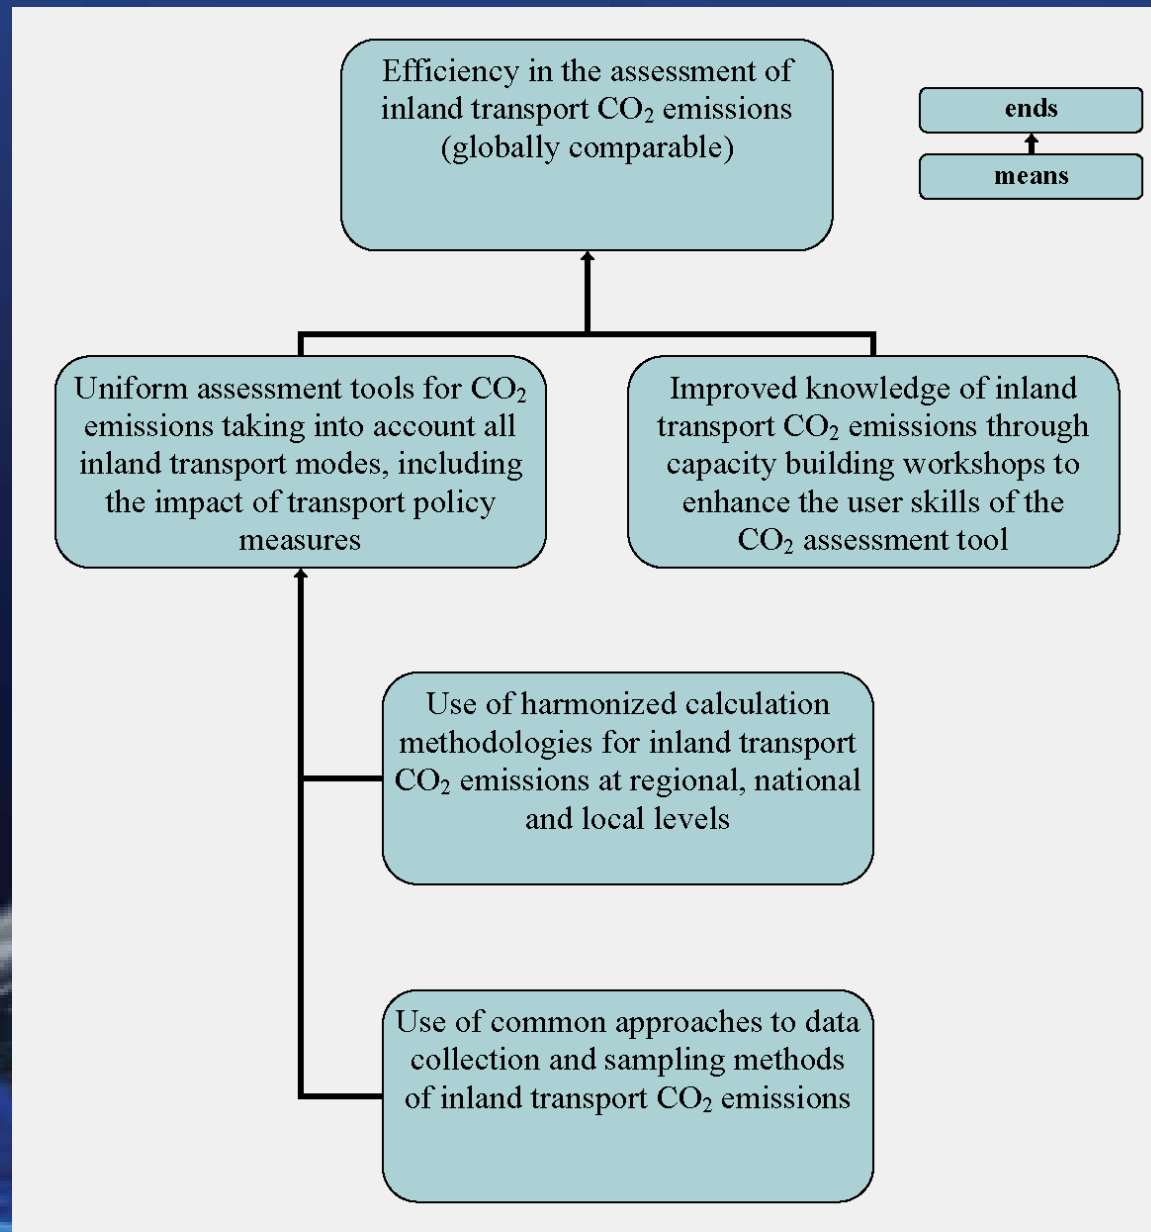 Efficiency in the assessment of
inland transport CO₂ emissions
(globally comparable)
ends
means
Uniform assessment tools for CO₂
emissions taking into account all
inland transport modes, including
the impact of transport policy
measures
Improved knowledge of inland
transport CO₂ emissions through
capacity building workshops to
enhance the user skills of the
CO₂ assessment tool
Use of harmonized calculation
methodologies for inland transport
CO₂ emissions at regional, national
and local levels
Use of common approaches to data
collection and sampling methods
of inland transport CO₂ emissions